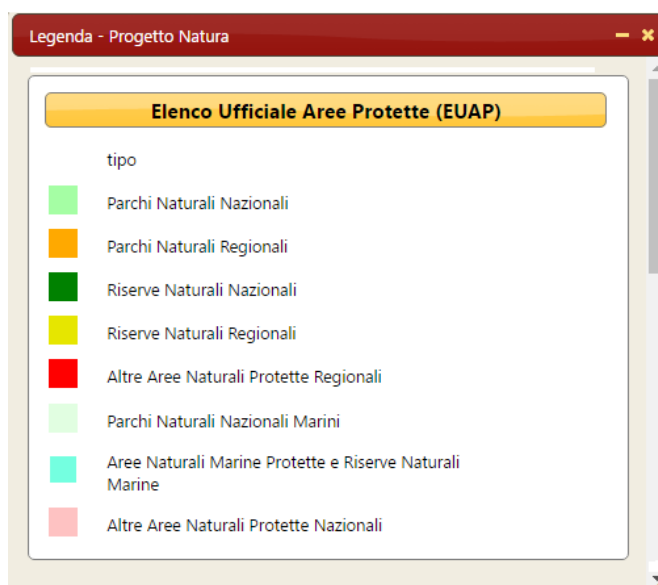 Legenda - Progetto Natura
Elenco Ufficiale Aree Protette (EUAP)
tipo
Parchi Naturali Nazionali
Parchi Naturali Regionali
Riserve Naturali Nazionali
Riserve Naturali Regionali
Altre Aree Naturali Protette Regionali
Parchi Naturali Nazionali Marini
Aree Naturali Marine Protette e Riserve Naturali
Marine
Altre Aree Naturali Protette Nazionali